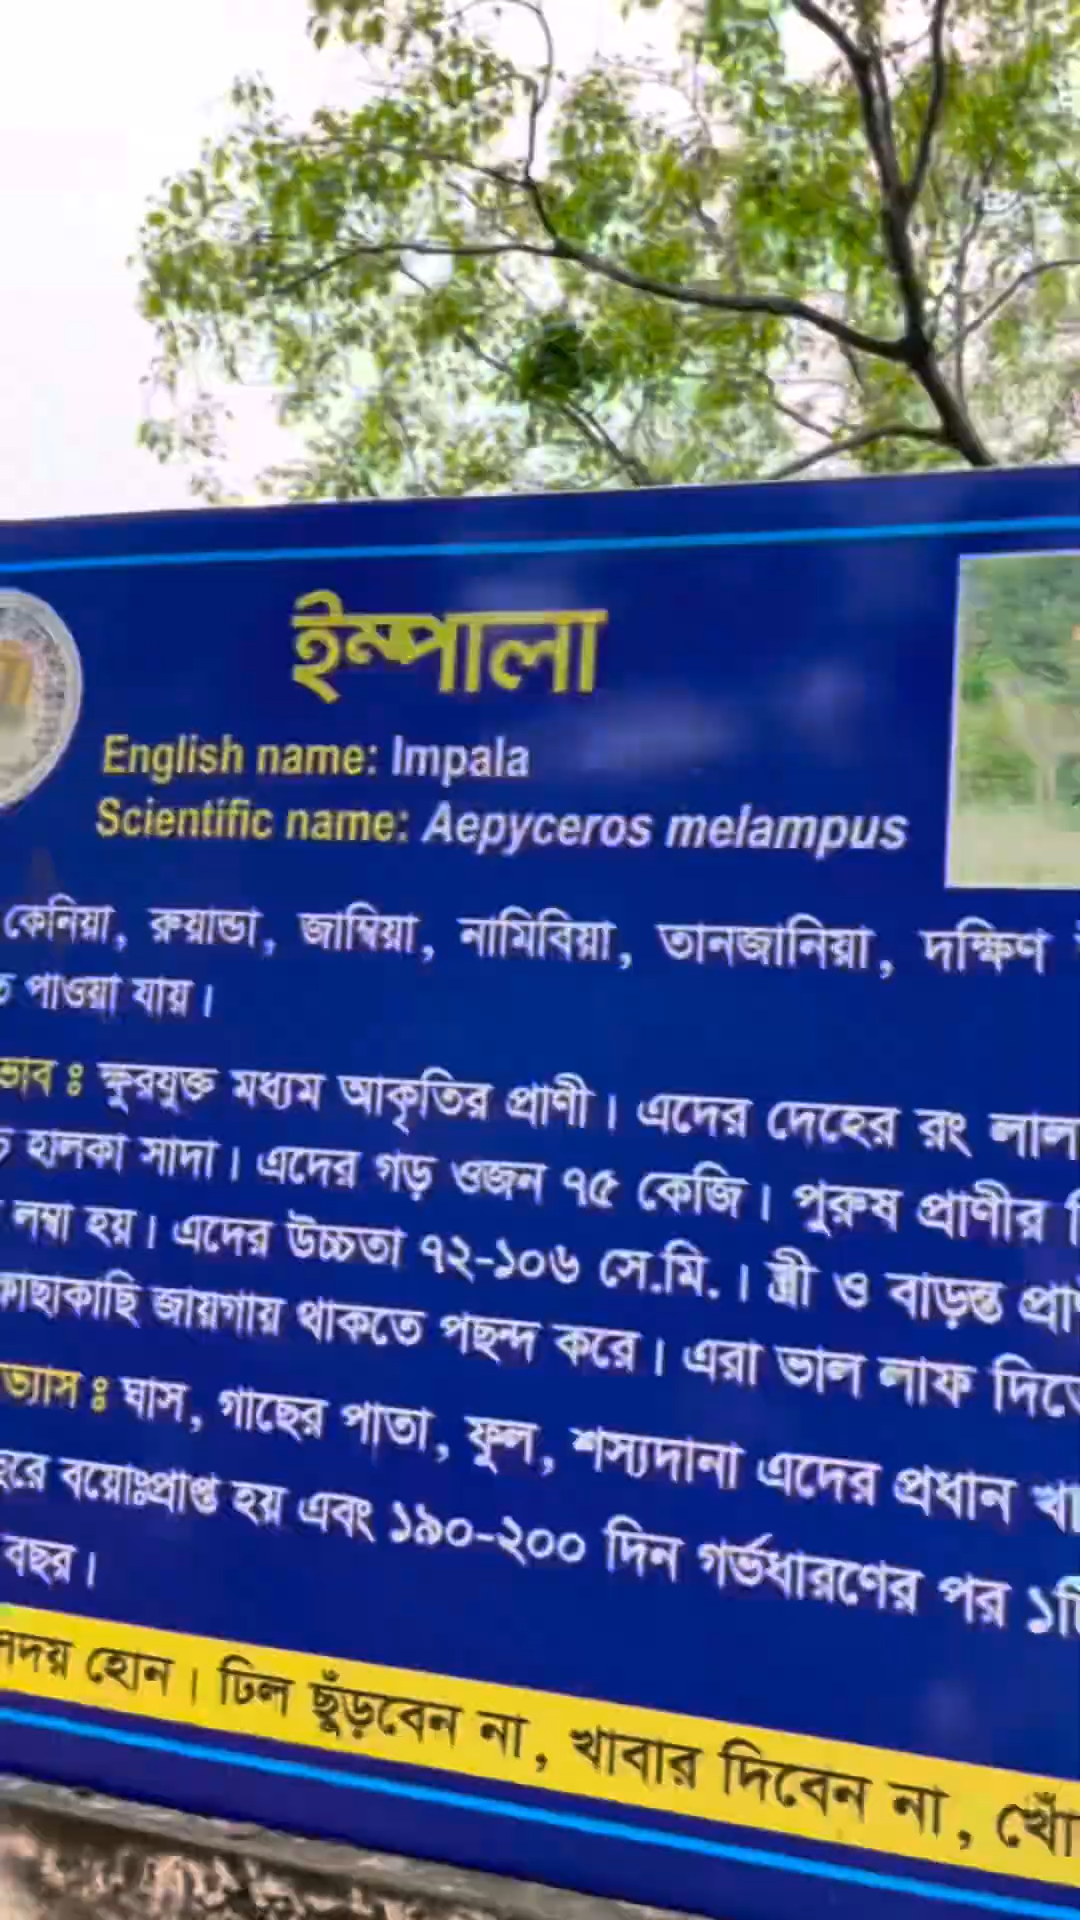 ইম্পালা
English name: Impala
Scientific name: Aepyceros melampus
কেনিয়া, রুয়ান্ডা, জাম্বিয়া, নামিবিয়া, তানজানিয়া, দক্ষিণ
পাওয়া যায়।
ভাব ঃ ক্ষুরযুক্ত মধ্যম আকৃতির প্রাণী। এদের দেহের রং লাল
হালকা সাদা। এদের গড় ওজন ৭৫ কেজি। পুরুষ প্রাণীর
লম্বা হয়। এদের উচ্চতা ৭২-১০৬ সে.মি.। স্ত্রী ও বাড়ন্ত
কাছাকাছি জায়গায় থাকতে পছন্দ করে। এরা ভাল লাফ দিতে
ভ্যাস ঃ ঘাস, গাছের পাতা, ফুল, শস্যদানা এদের প্রধান
বয়োঃপ্রাপ্ত হয় এবং ১৯০-২০০ দিন গর্ভধারণের পর ১টি
বছর।
সদয় হোন। ঢিল ছুঁড়বেন না, খাবার দিবেন না,